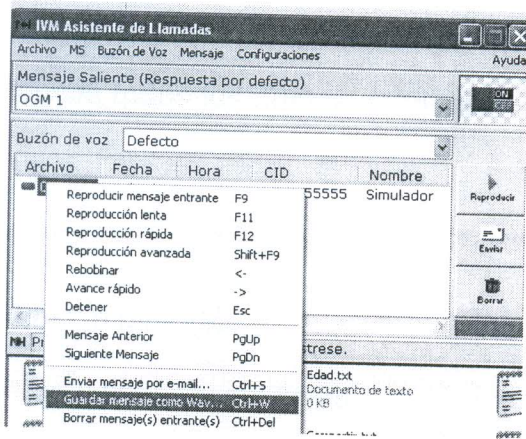 IVM Asistente de Llamadas
Archivo MS Buzón de Voz Mensaje Configuraciones Ayuda
Mensaje Saliente (Respuesta por defecto)
OGM 1
ON
Buzón de voz Defecto
Archivo Fecha Hora CID Nombre
55555 Simulador
Reproducir
Enviar
Borrar
Reproducir mensaje entrante F9
Reproducción lenta F11
Reproducción rápida F12
Reproducción avanzada Shift+F9
Rebobinar <-
Avance rápido ->
Detener Esc
Mensaje Anterior PgUp
Siguiente Mensaje PgDn
Enviar mensaje por e-mail... Ctrl+S
Guardar mensaje como Wav... Ctrl+W
Borrar mensaje(s) entrante(s) Ctrl+Del
NH Pr
trese.
Edad.txt
Documento de texto
0 KB